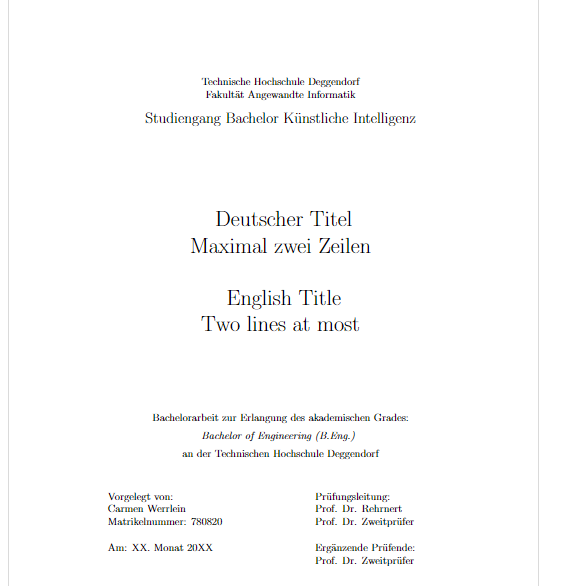 Technische Hochschule Deggendorf
Fakultät Angewandte Informatik
Studiengang Bachelor Künstliche Intelligenz
Deutscher Titel
Maximal zwei Zeilen
English Title
Two lines at most
Bachelorarbeit zur Erlangung des akademischen Grades:
Bachelor of Engineering (B.Eng.)
an der Technischen Hochschule Deggendorf
Vorgelegt von:
Carmen Werrlein
Matrikelnummer: 780820
Am: XX. Monat 20XX
Prüfungsleitung:
Prof. Dr. Rehrnert
Prof. Dr. Zweitprüfer
Ergänzende Prüfende:
Prof. Dr. Zweitprüfer